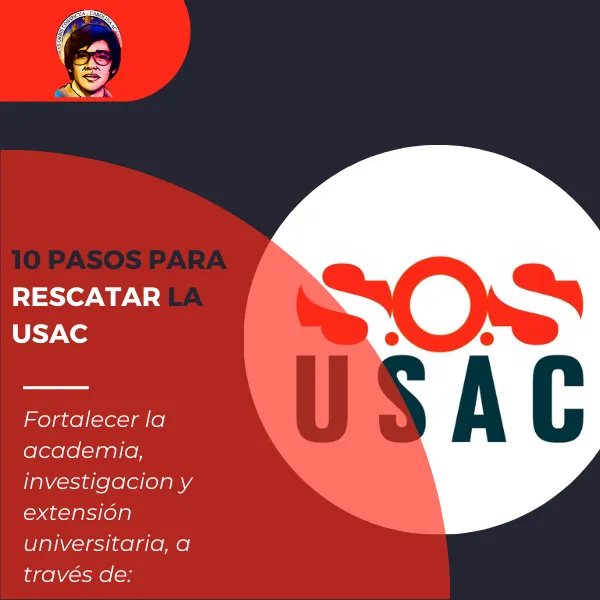 10 PASOS PARA
RESCATAR LA
USAC
Fortalecer la
academia,
investigacion y
extensión
universitaria, a
través de:
S.O.S
USAC